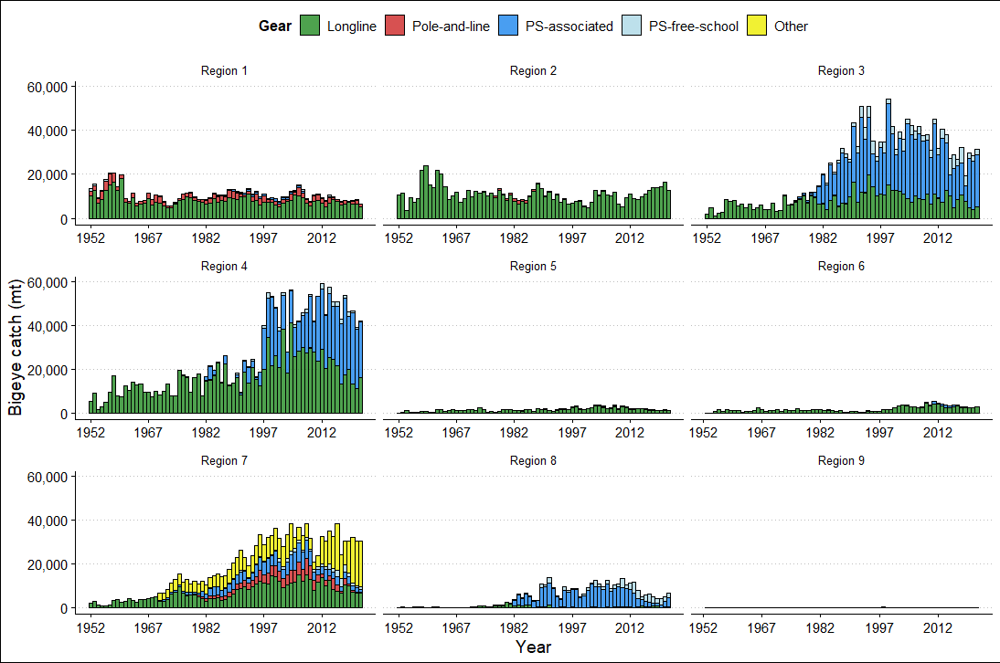 Gear Longline Pole-and-line PS-associated PS-free-school Other
Region 1 Region 2 Region 3
60,000
40,000
20,000
0
1952 1967 1982 1997 2012 1952 1967 1982 1997 2012 1952 1967 1982 1997 2012
Region 4 Region 5 Region 6
60,000
40,000
20,000
0
1952 1967 1982 1997 2012 1952 1967 1982 1997 2012 1952 1967 1982 1997 2012
Bigeye catch (mt)
Region 7 Region 8 Region 9
60,000
40,000
20,000
0
1952 1967 1982 1997 2012 1952 1967 1982 1997 2012 1952 1967 1982 1997 2012
Year